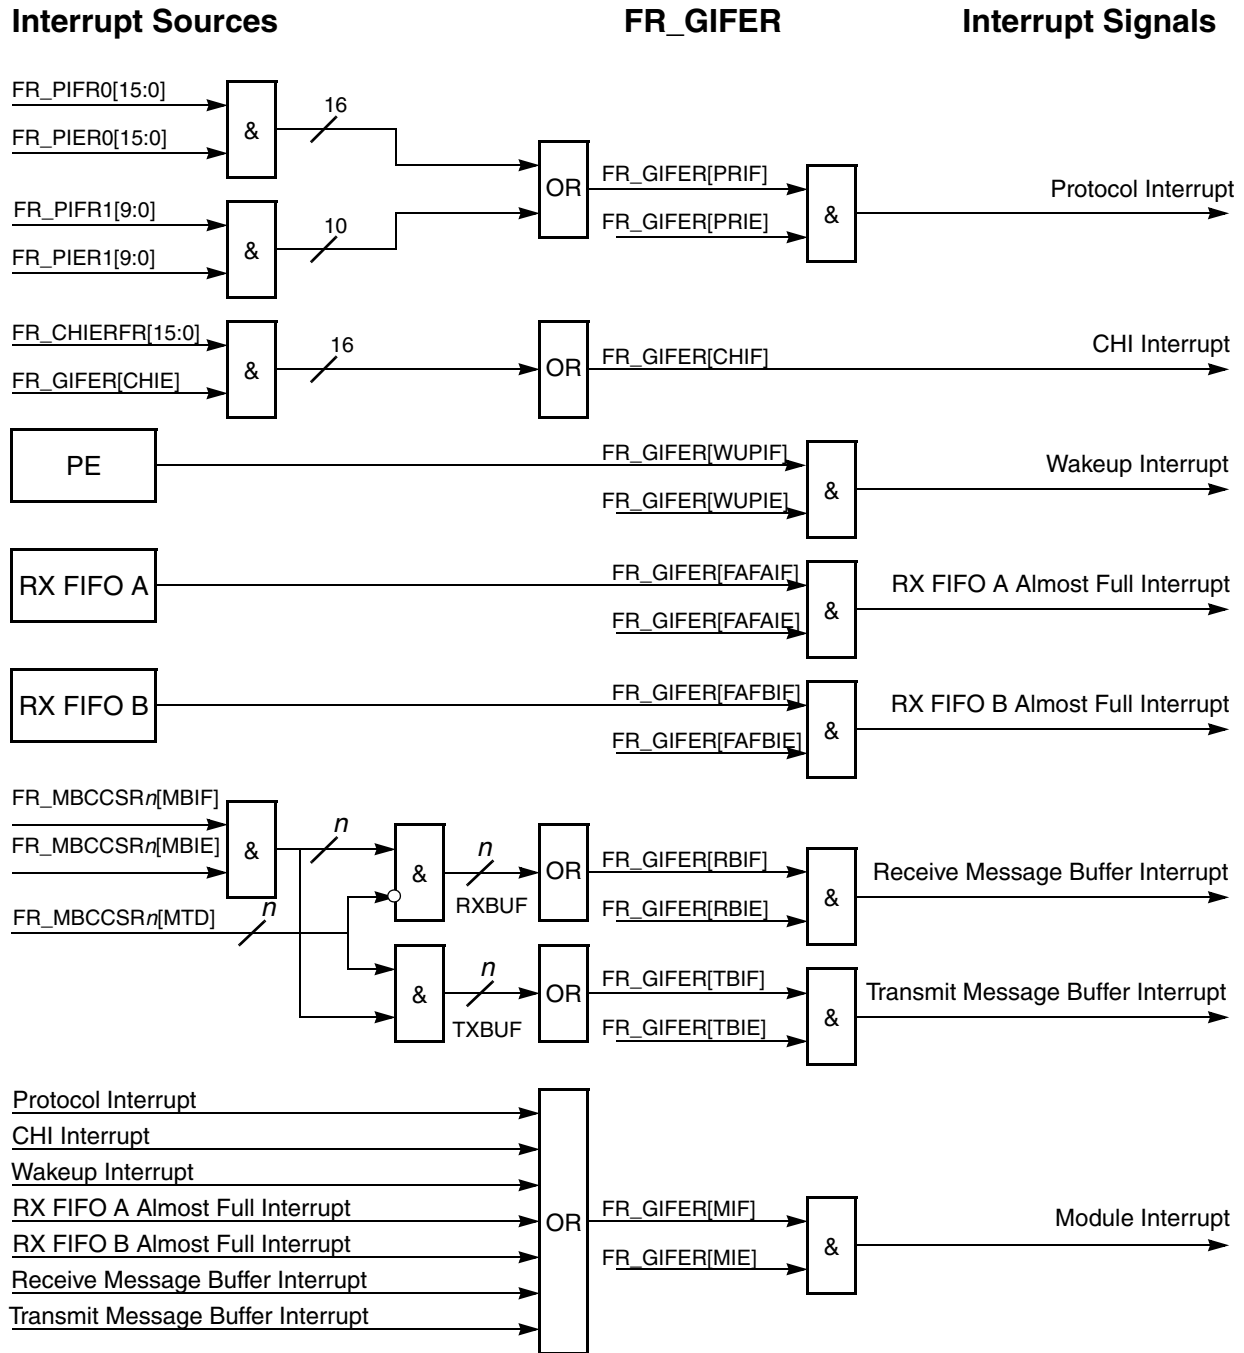 Interrupt Sources
FR_GIFER
Interrupt Signals
FR_PIFR0[15:0]
FR_PIER0[15:0]
&
16
FR_PIFR1[9:0]
FR_PIER1[9:0]
&
10
OR
FR_GIFER[PRIF]
FR_GIFER[PRIE]
&
Protocol Interrupt
FR_CHIERFR[15:0]
FR_GIFER[CHIE]
&
16
OR
FR_GIFER[CHIF]
CHI Interrupt
PE
FR_GIFER[WUPIF]
FR_GIFER[WUPIE]
&
Wakeup Interrupt
RX FIFO A
FR_GIFER[FAFAIF]
FR_GIFER[FAFAIE]
&
RX FIFO A Almost Full Interrupt
RX FIFO B
FR_GIFER[FAFBIF]
FR_GIFER[FAFBIE]
&
RX FIFO B Almost Full Interrupt
FR_MBCCSRn[MBIF]
FR_MBCCSRn[MBIE]
&
n
FR_MBCCSRn[MTD]
n
&
n
RXBUF
OR
FR_GIFER[RBIF]
FR_GIFER[RBIE]
&
Receive Message Buffer Interrupt
&
n
TXBUF
OR
FR_GIFER[TBIF]
FR_GIFER[TBIE]
&
Transmit Message Buffer Interrupt
Protocol Interrupt
CHI Interrupt
Wakeup Interrupt
RX FIFO A Almost Full Interrupt
RX FIFO B Almost Full Interrupt
Receive Message Buffer Interrupt
Transmit Message Buffer Interrupt
OR
FR_GIFER[MIF]
FR_GIFER[MIE]
&
Module Interrupt